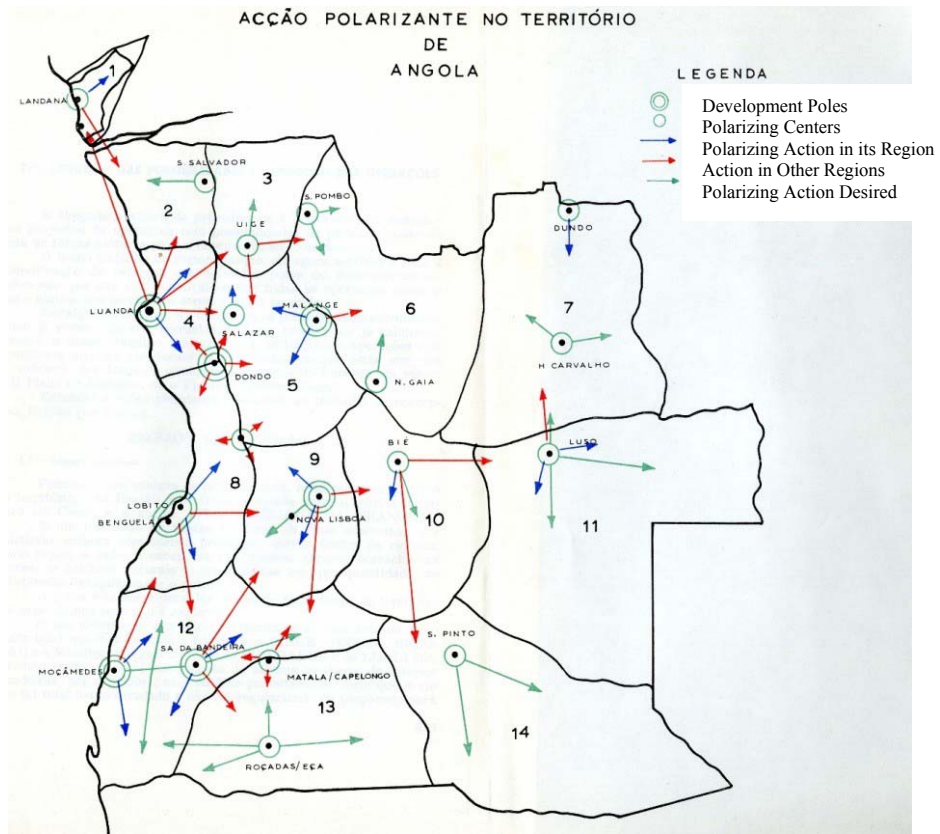 ACÇÃO POLARIZANTE NO TERRITÓRIO
DE
ANGOLA
LEGENDA
Development Poles
Polarizing Centers
Polarizing Action in its Region
Action in Other Regions
Polarizing Action Desired
1
LANDANA
S. SALVADOR
3
S. POMBO
2
UIGE
DUNDO
LUANDA
4
SALAZAR
MALANGE
6
7
DONDO
5
N. GAIA
H. CARVALHO
BIÉ
LUSO
8
9
LOBITO
BENGUELA
NOVA LISBOA
10
11
12
SA DA BANDEIRA
MOÇÂMEDES
MATALA/CAPELONGO
S. PINTO
13
14
ROÇADAS/EÇA